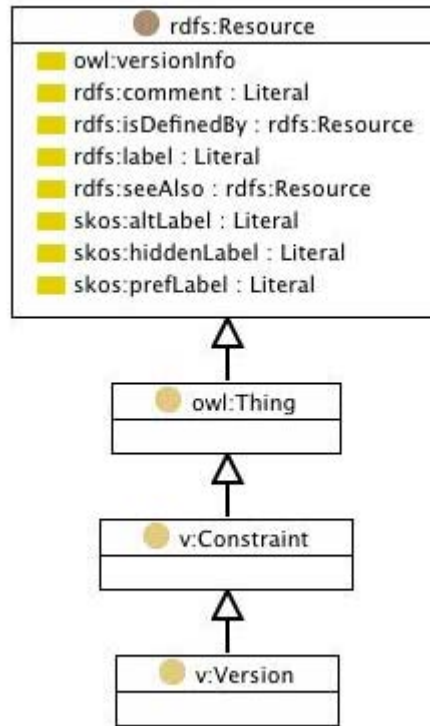 rdfs:Resource
owl:versionInfo
rdfs:comment : Literal
rdfs:isDefinedBy : rdfs:Resource
rdfs:label : Literal
rdfs:seeAlso : rdfs:Resource
skos:altLabel : Literal
skos:hiddenLabel : Literal
skos:prefLabel : Literal
owl:Thing
v:Constraint
v:Version